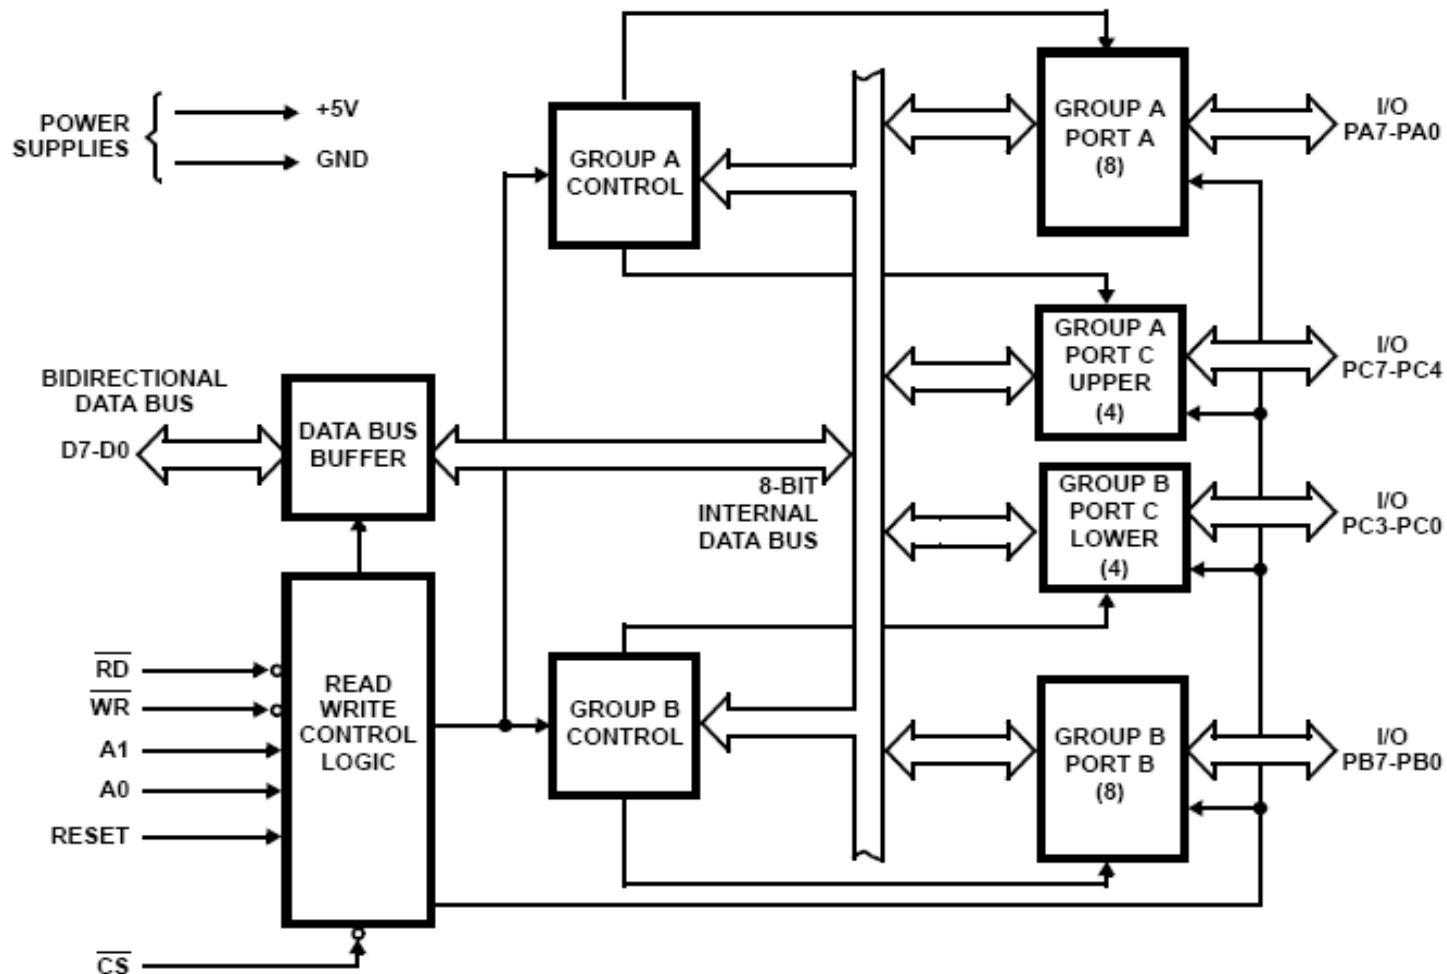 POWER
SUPPLIES
+5V
GND
GROUP A
CONTROL
GROUP A
PORT A
(8)
I/O
PA7-PA0
GROUP A
PORT C
UPPER
(4)
I/O
PC7-PC4
BIDIRECTIONAL
DATA BUS
D7-D0
DATA BUS
BUFFER
8-BIT
INTERNAL
DATA BUS
GROUP B
PORT C
LOWER
(4)
I/O
PC3-PC0
RD
WR
A1
A0
RESET
CS
READ
WRITE
CONTROL
LOGIC
GROUP B
CONTROL
GROUP B
PORT B
(8)
I/O
PB7-PB0